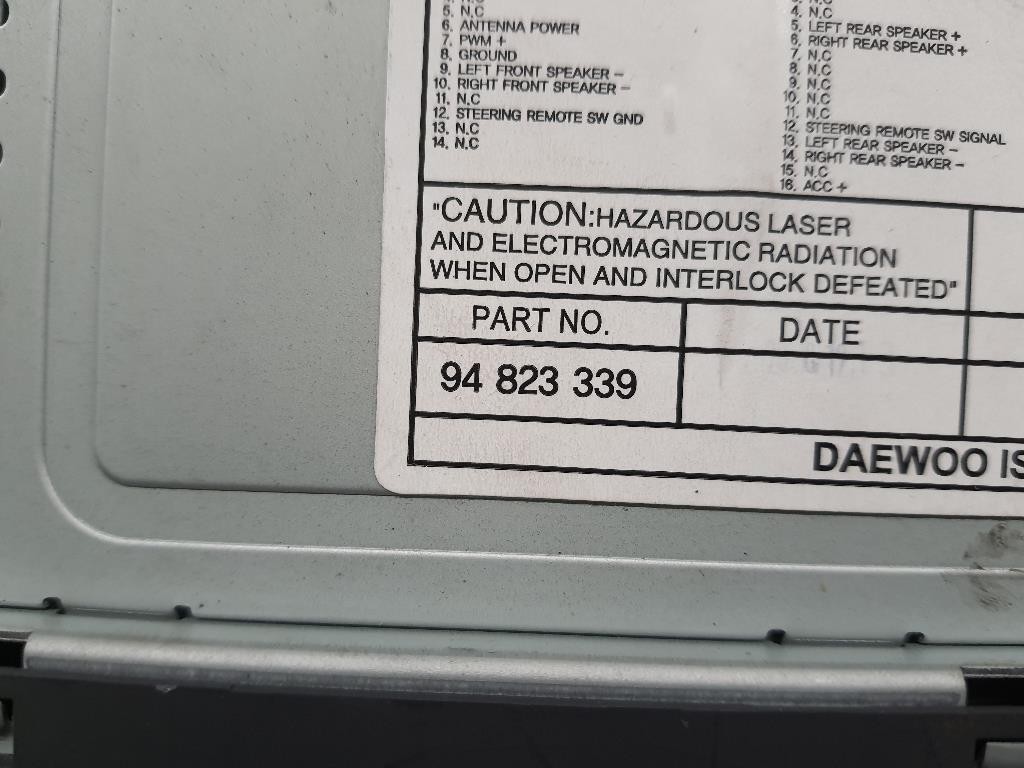 5. N.C
6. ANTENNA POWER
7. PWM +
8. GROUND
9. LEFT FRONT SPEAKER -
10. RIGHT FRONT SPEAKER -
11. N.C
12. STEERING REMOTE SW GND
13. N.C
14. N.C
4. N.C
5. LEFT REAR SPEAKER +
6. RIGHT REAR SPEAKER +
7. N.C
8. N.C
9. N.C
10. N.C
11. N.C
12. STEERING REMOTE SW SIGNAL
13. LEFT REAR SPEAKER -
14. RIGHT REAR SPEAKER -
15. N.C
16. ACC +
"CAUTION:HAZARDOUS LASER
AND ELECTROMAGNETIC RADIATION
WHEN OPEN AND INTERLOCK DEFEATED"
PART NO.
DATE
94 823 339
DAEWOO IS